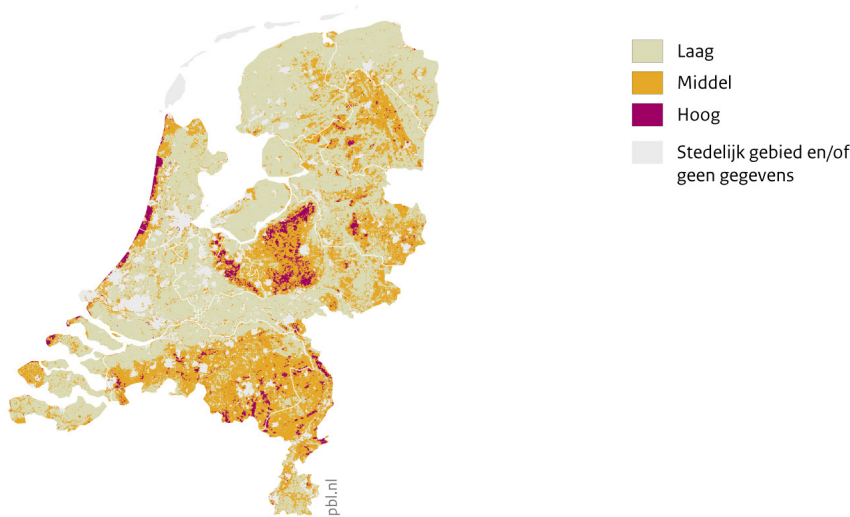 Laag
Middel
Hoog
Stedelijk gebied en/of
geen gegevens
pbl.nl